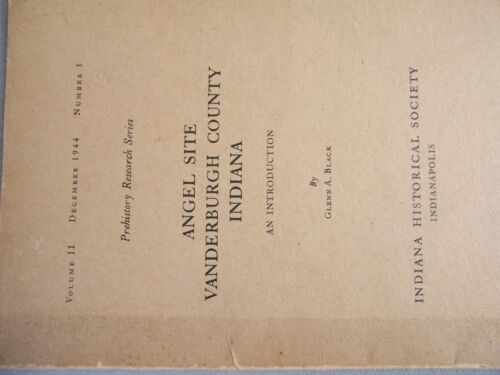 VOLUME II DECEMBER 1944 NUMBER 5
Prehistory Research Series
ANGEL SITE
VANDERBURGH COUNTY
INDIANA
AN INTRODUCTION
By
GLENN A. BLACK
INDIANA HISTORICAL SOCIETY
INDIANAPOLIS